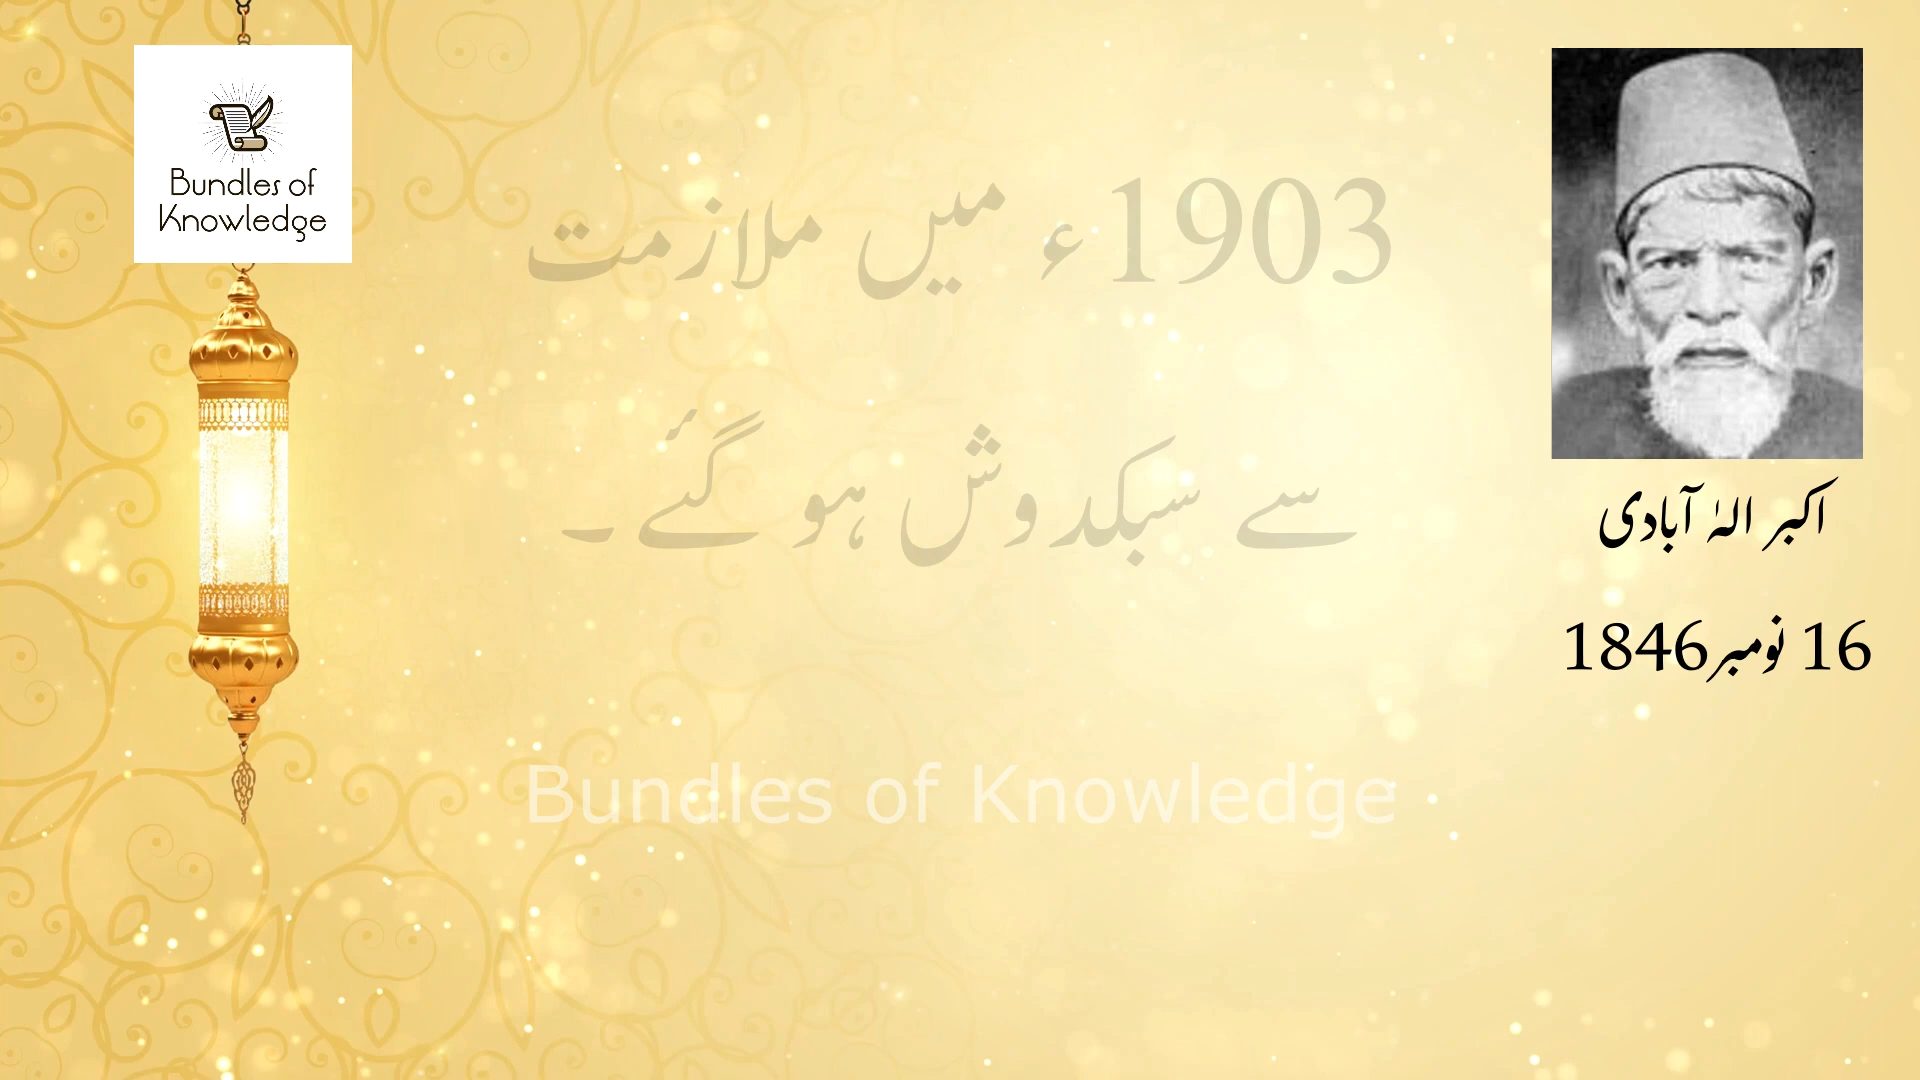 Bundles of
Knowledge
1903ء میں ملازمت
سے سبکدوش ہو گئے۔
اکبر الہٰ آبادی
16 نومبر1846
Bundles of Knowledge